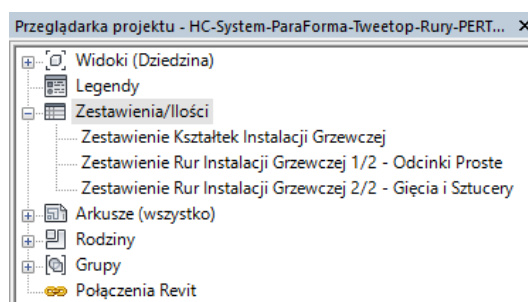 Przeglądarka projektu - HC-System-ParaForma-Tweetop-Rury-PERT...
Widoki (Dziedzina)
Legendy
Zestawienia/Ilości
Zestawienie Kształtek Instalacji Grzewczej
Zestawienie Rur Instalacji Grzewczej 1/2 - Odcinki Proste
Zestawienie Rur Instalacji Grzewczej 2/2 - Gięcia i Sztucery
Arkusze (wszystko)
Rodziny
Grupy
Połączenia Revit